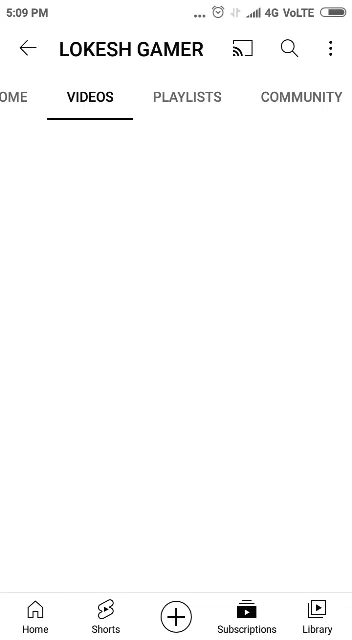 5:09 PM ... 4G VoLTE
LOKESH GAMER
OME VIDEOS PLAYLISTS COMMUNITY
Home Shorts Subscriptions Library